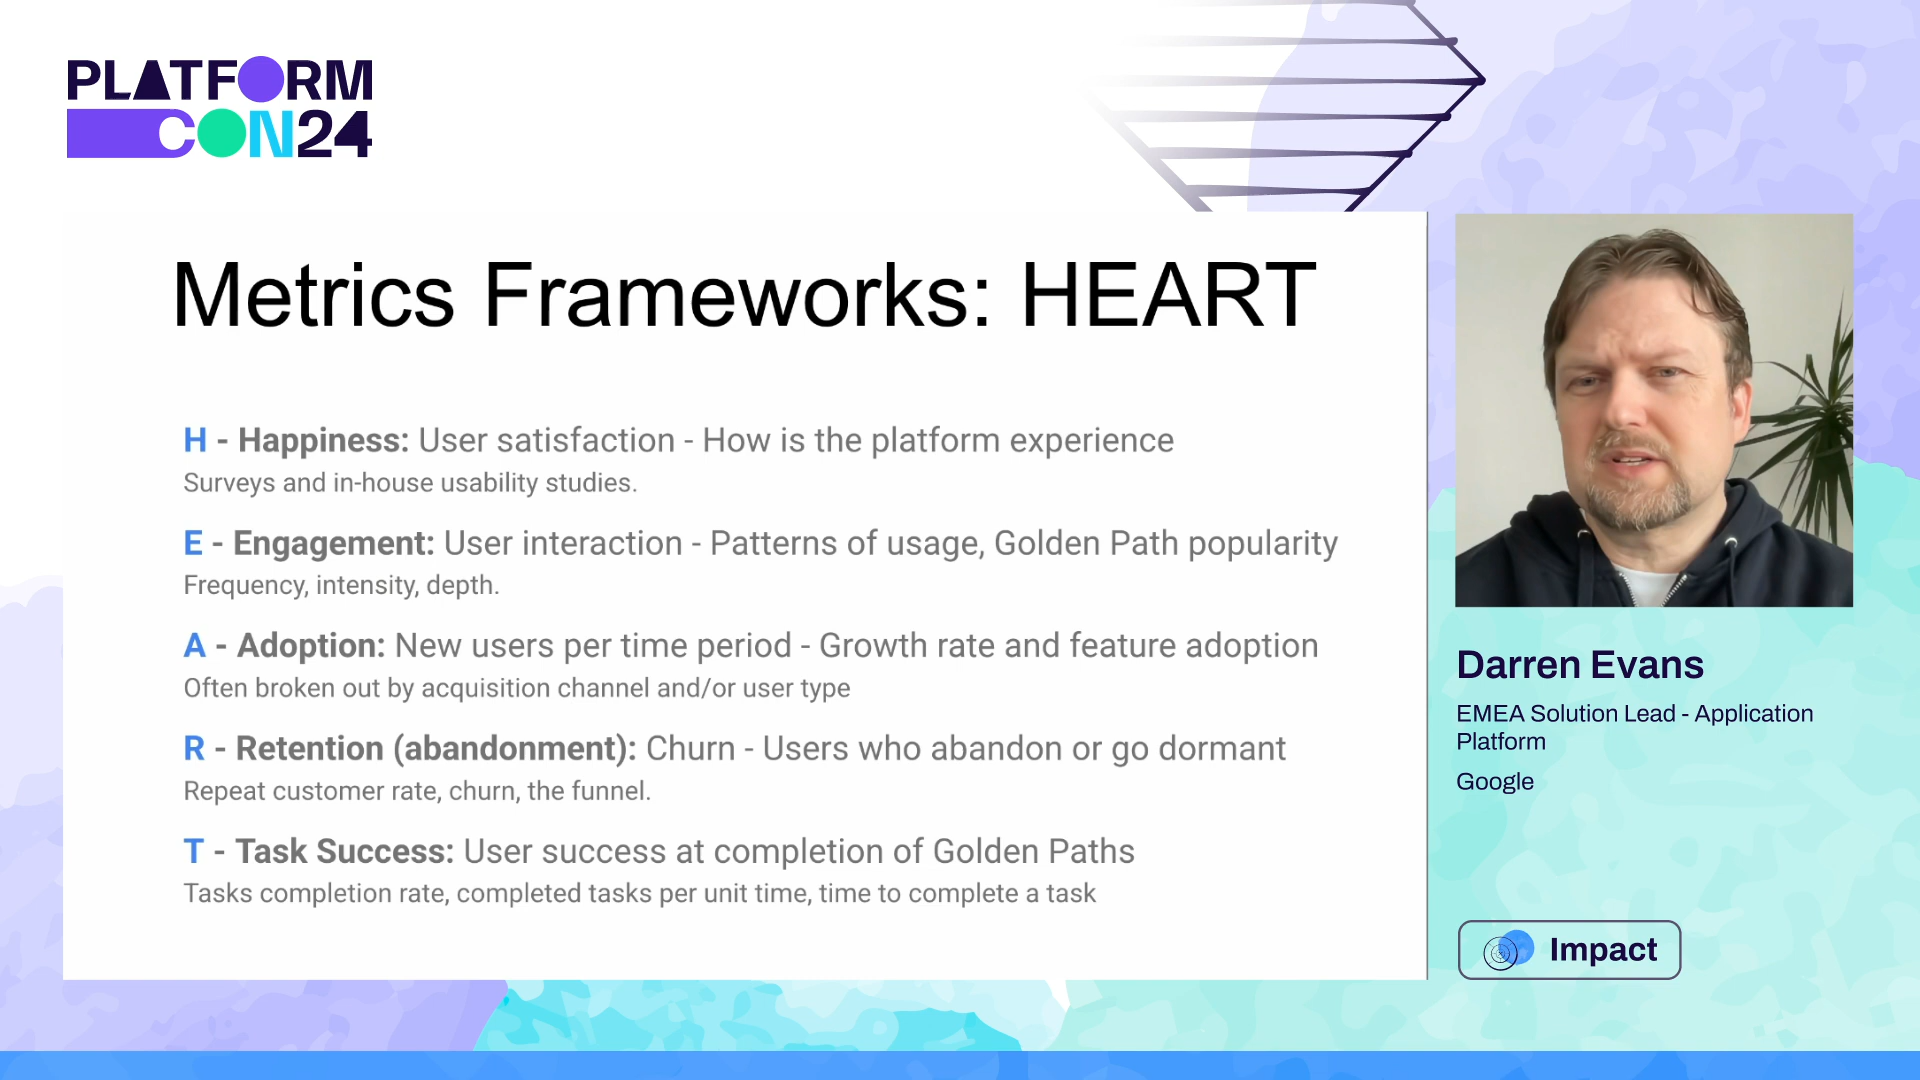 PLATFORM
CON24
Metrics Frameworks: HEART
H - Happiness: User satisfaction - How is the platform experience
Surveys and in-house usability studies.
E - Engagement: User interaction - Patterns of usage, Golden Path popularity
Frequency, intensity, depth.
A - Adoption: New users per time period - Growth rate and feature adoption
Often broken out by acquisition channel and/or user type
R - Retention (abandonment): Churn - Users who abandon or go dormant
Repeat customer rate, churn, the funnel.
T - Task Success: User success at completion of Golden Paths
Tasks completion rate, completed tasks per unit time, time to complete a task
Darren Evans
EMEA Solution Lead - Application
Platform
Google
Impact